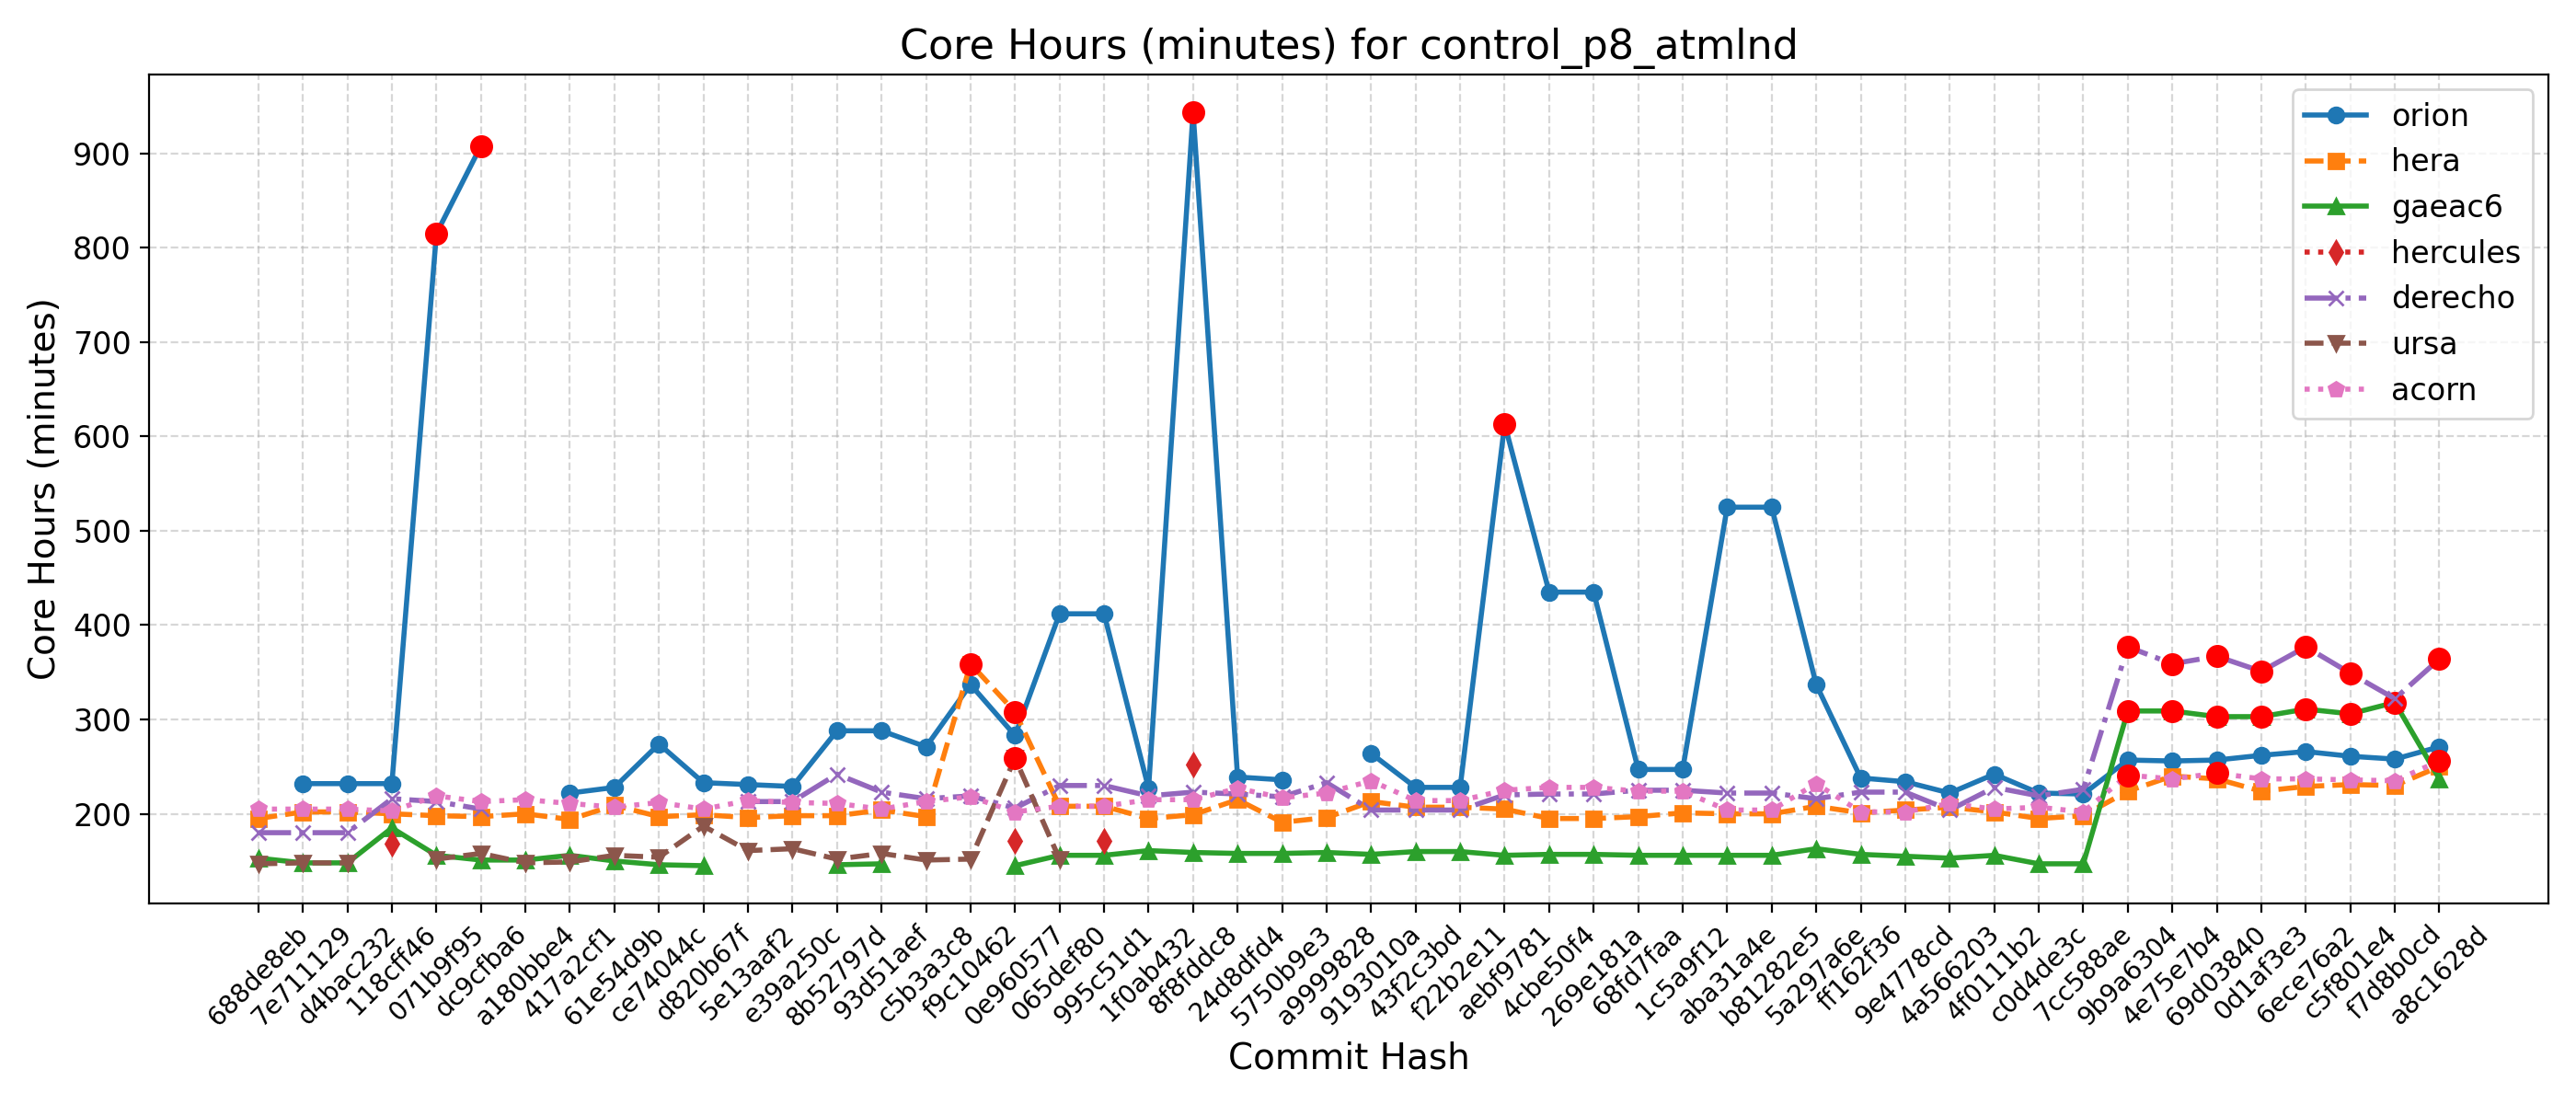 Core Hours (minutes) for control_p8_atmlnd
Core Hours (minutes)
900
800
700
600
500
400
300
200
orion
hera
gaeac6
hercules
derecho
ursa
acorn
688de8eb
7e711129
d4bac232
118cff46
071b9f95
dc9cfba6
a180bbe4
417a2cf1
61e54d9b
ce74044c
d820b67f
5e13aaf2
e39a250c
8b52797d
93d51aef
c5b3a3c8
f9c10462
0e960577
065def80
995c51d1
1f0ab432
8f8fddc8
24d8dfd4
5750b9e3
a9999828
9193010a
43f2c3bd
f22b2e11
aebf9781
4cbe50f4
269e181a
68fd7faa
1c5a9f12
aba31a4e
b81282e5
5a297a6e
ff162f36
9e4778cd
4a566203
4f0111b2
c0d4de3c
7cc588ae
9b9a6304
4e75e7b4
69d03840
0d1af3e3
6ece76a2
c5f801e4
f7d8b0cd
a8c1628d
Commit Hash